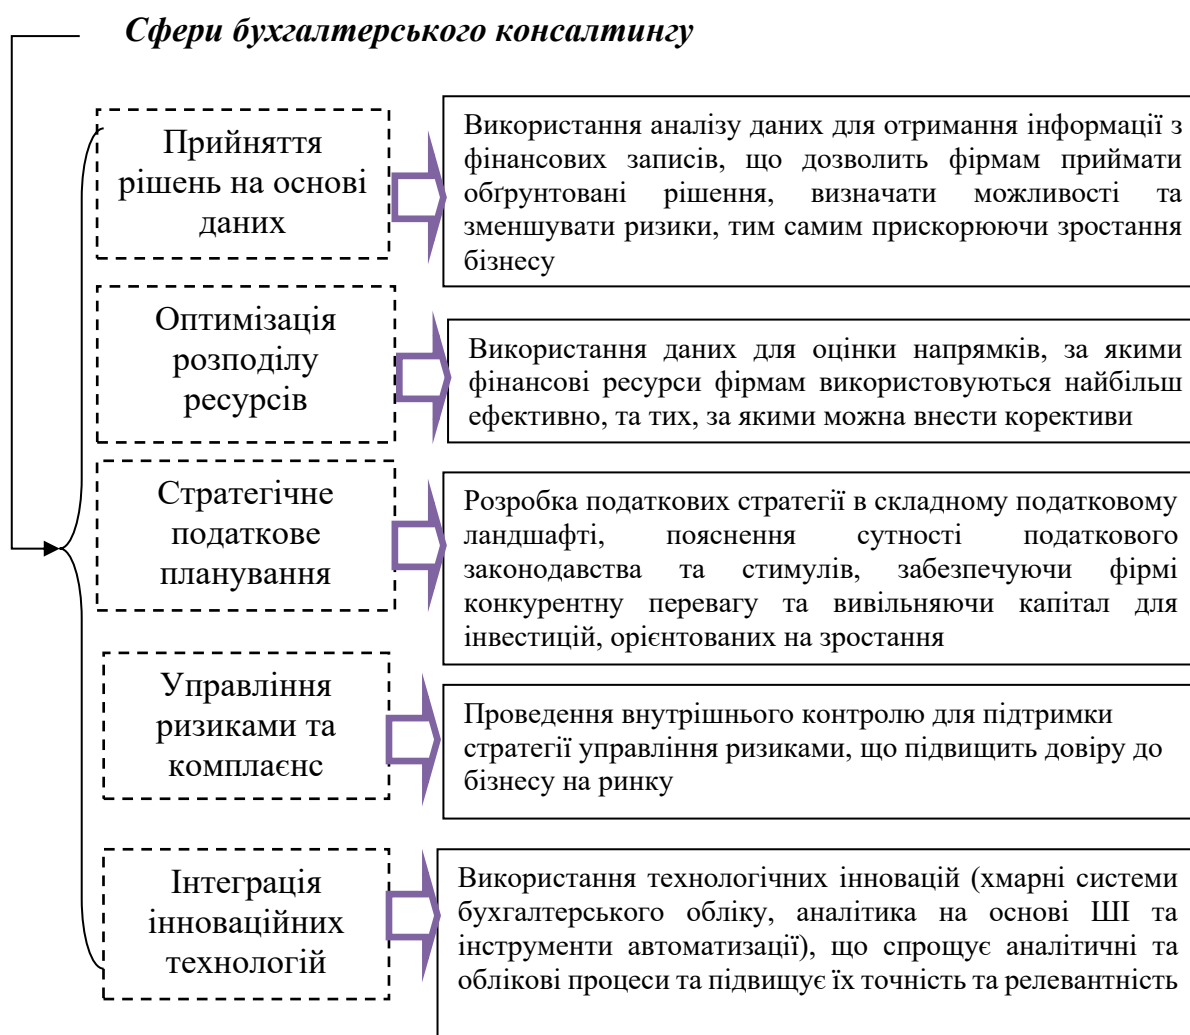 Сфери бухгалтерського консалтингу
Прийняття
рішень на основі
даних
Використання аналізу даних для отримання інформації з
фінансових записів, що дозволить фірмам приймати
обґрунтовані рішення, визначати можливості та
зменшувати ризики, тим самим прискорюючи зростання
бізнесу
Оптимізація
розподілу
ресурсів
Використання даних для оцінки напрямків, за якими
фінансові ресурси фірмам використовуються найбільш
ефективно, та тих, за якими можна внести корективи
Стратегічне
податкове
планування
Розробка податкових стратегії в складному податковому
ландшафті, пояснення сутності податкового
законодавства та стимулів, забезпечуючи фірмі
конкурентну перевагу та вивільняючи капітал для
інвестицій, орієнтованих на зростання
Управління
ризиками та
комплаєнс
Проведення внутрішнього контролю для підтримки
стратегії управління ризиками, що підвищить довіру до
бізнесу на ринку
Інтеграція
інноваційних
технологій
Використання технологічних інновацій (хмарні системи
бухгалтерського обліку, аналітика на основі ШІ та
інструменти автоматизації), що спрощує аналітичні та
облікові процеси та підвищує їх точність та релевантність